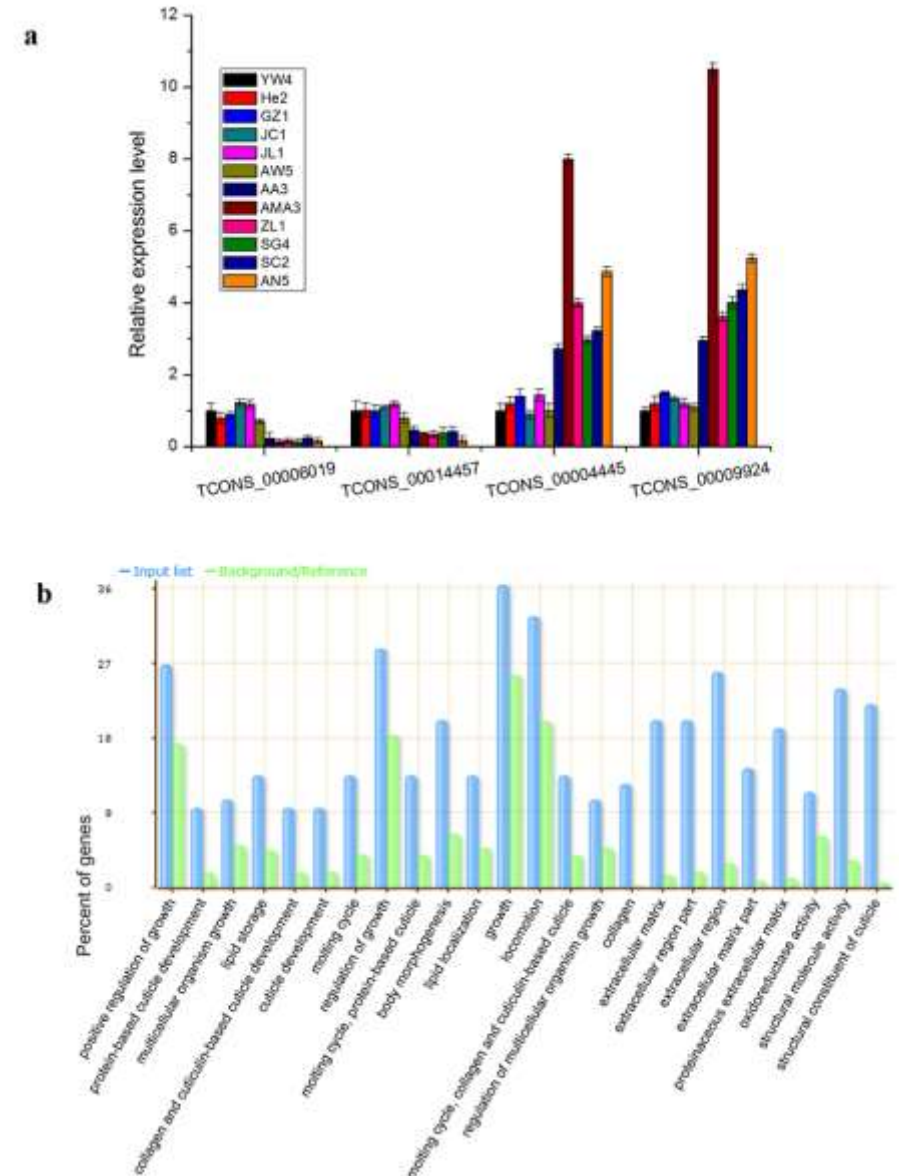 a
12
10
8
6
4
2
0
Relative expression level
YW4
He2
GZ1
JC1
JL1
AW5
AA3
AMA3
ZL1
SG4
SC2
AN5
TCONS_00006019
TCONS_00014457
TCONS_00004445
TCONS_00009924
b
Input list Background/Reference
36
27
18
9
0
Percent of genes
positive regulation of growth
protein-based cuticle development
multicellular organism growth
lipid storage
collagen and cuticulin-based cuticle development
cuticle development
molting cycle
regulation of growth
molting cycle, protein-based cuticle
body morphogenesis
lipid localization
growth
locomotion
molting cycle, collagen and cuticulin-based cuticle
regulation of multicellular organism growth
collagen
extracellular matrix
extracellular region part
extracellular region
extracellular matrix part
proteinaceous extracellular matrix
oxidoreductase activity
structural molecule activity
structural constituent of cuticle